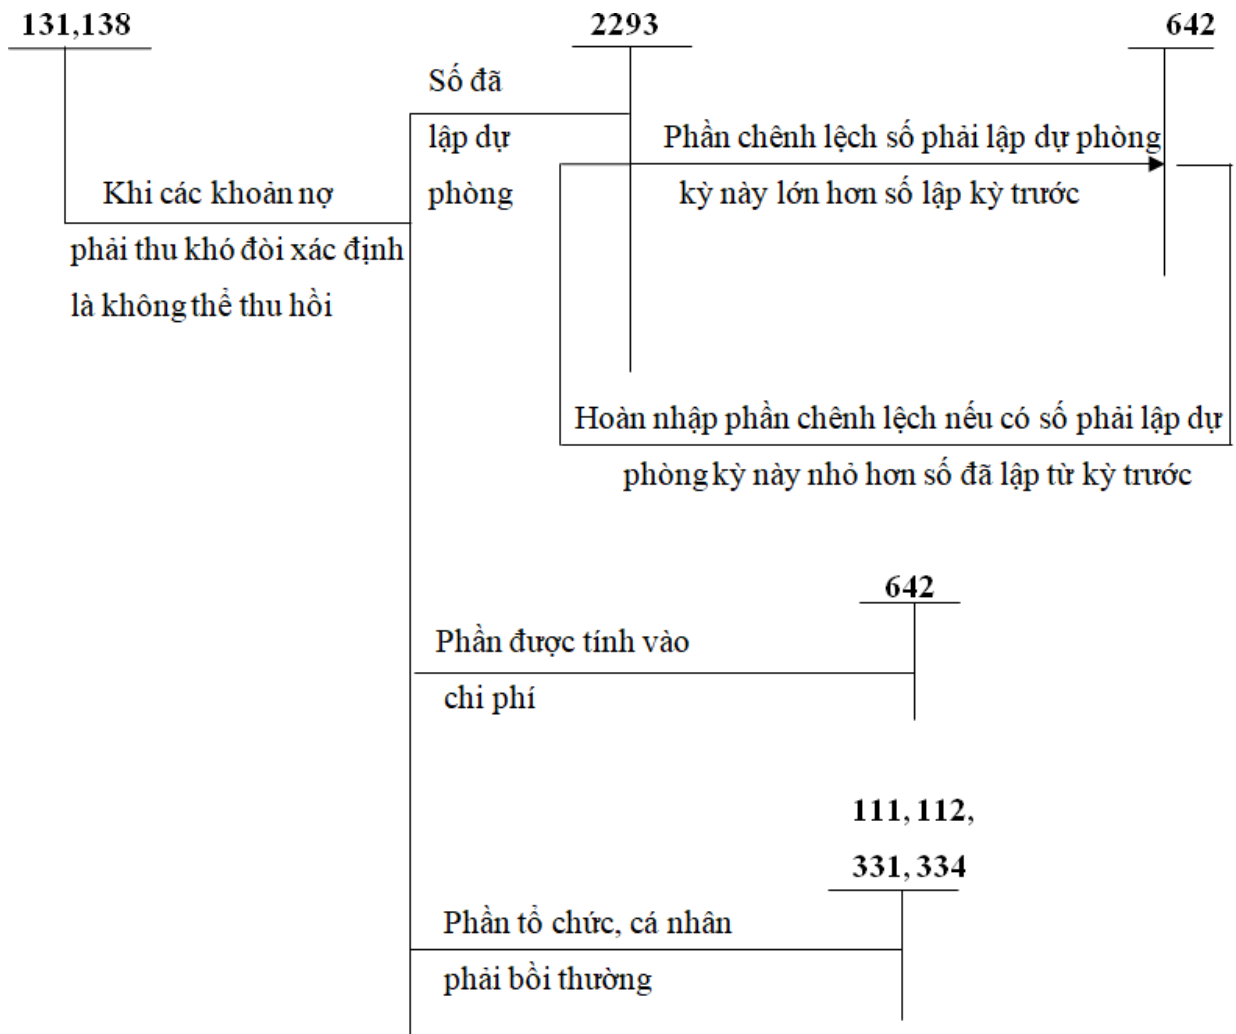 131,138
2293
642
Số đã
lập dự
phòng
Phần chênh lệch số phải lập dự phòng
kỳ này lớn hơn số lập kỳ trước
Khi các khoản nợ
phải thu khó đòi xác định
là không thể thu hồi
Hoàn nhập phần chênh lệch nếu có số phải lập dự
phòng kỳ này nhỏ hơn số đã lập từ kỳ trước
642
Phần được tính vào
chi phí
111, 112,
331, 334
Phần tổ chức, cá nhân
phải bồi thường